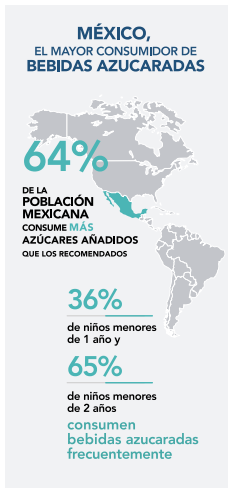 MÉXICO,
EL MAYOR CONSUMIDOR DE
BEBIDAS AZUCARADAS
64%
DE LA
POBLACIÓN
MEXICANA
CONSUME MÁS
AZÚCARES AÑADIDOS
QUE LOS RECOMENDADOS
36%
de niños menores
de 1 año y
65%
de niños menores
de 2 años
consumen
bebidas azucaradas
frecuentemente